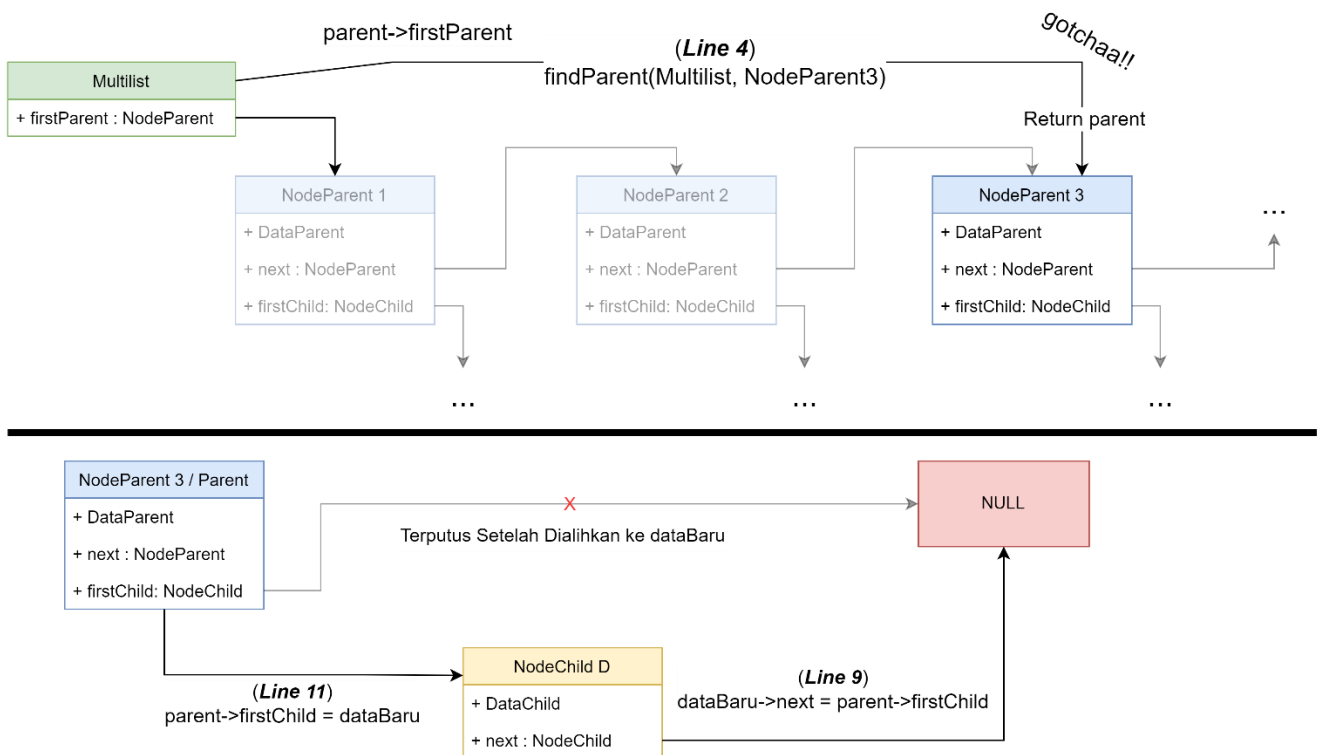 parent->firstParent
(Line 4)
findParent(Multilist, NodeParent3)
gotchaa!!
Multilist
+ firstParent : NodeParent
Return parent
NodeParent 1
+ DataParent
+ next : NodeParent
+ firstChild: NodeChild
...
NodeParent 2
+ DataParent
+ next : NodeParent
+ firstChild: NodeChild
...
NodeParent 3
+ DataParent
+ next : NodeParent
+ firstChild: NodeChild
...
...
NodeParent 3 / Parent
+ DataParent
+ next : NodeParent
+ firstChild: NodeChild
X
Terputus Setelah Dialihkan ke dataBaru
NULL
(Line 11)
parent->firstChild = dataBaru
NodeChild D
+ DataChild
+ next : NodeChild
(Line 9)
dataBaru->next = parent->firstChild